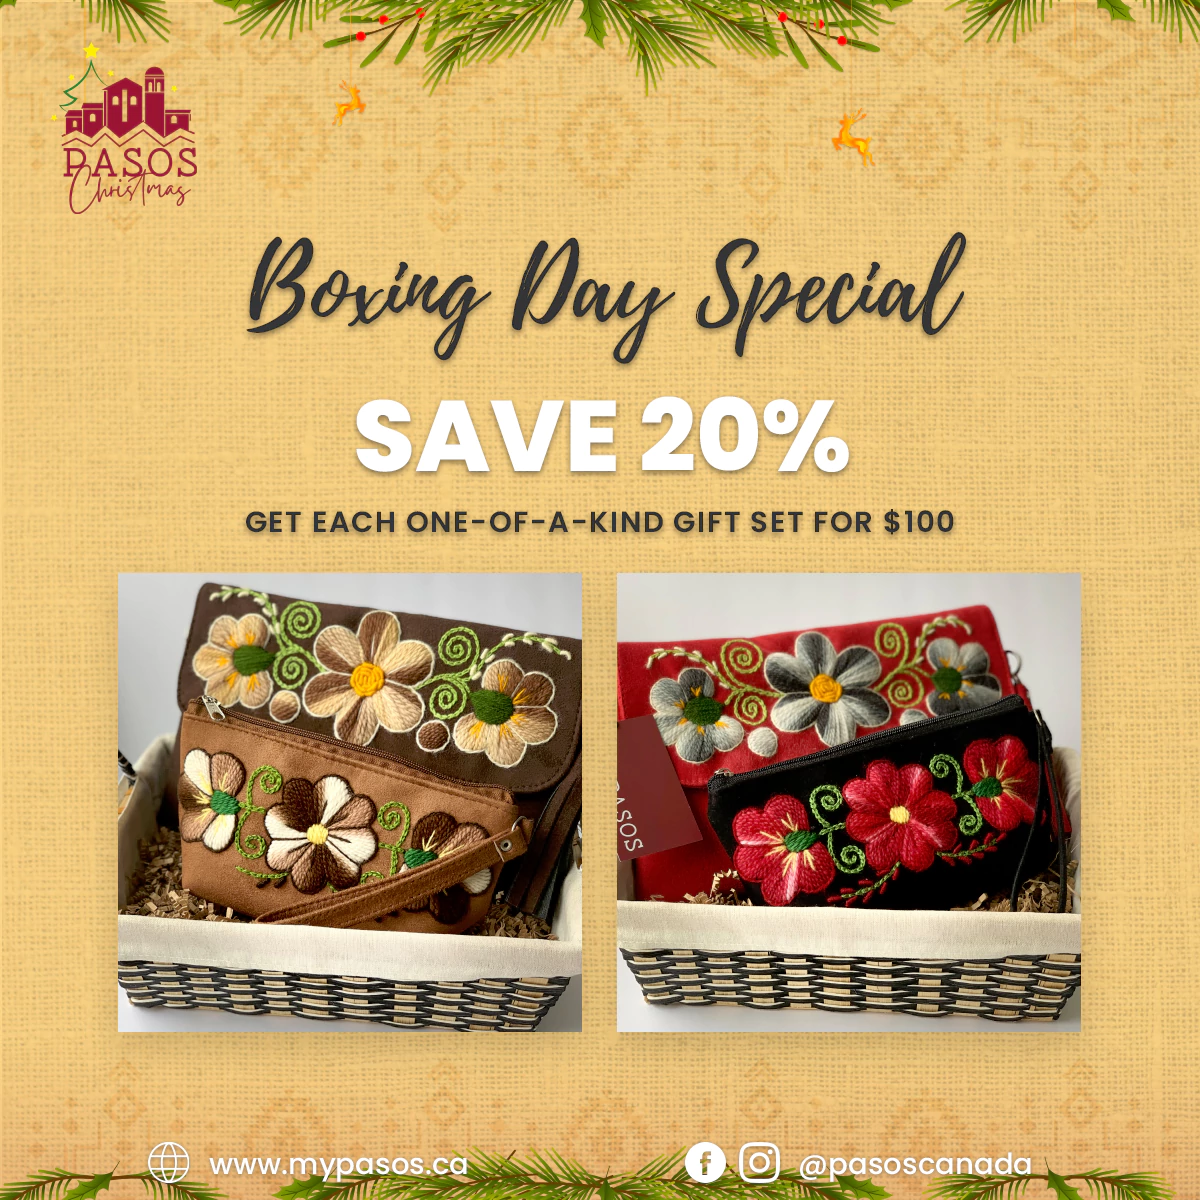 PASOS
Christmas
Boxing Day Special
SAVE 20%
GET EACH ONE-OF-A-KIND GIFT SET FOR $100
PASOS
www.mypasos.ca
@pasoscanada